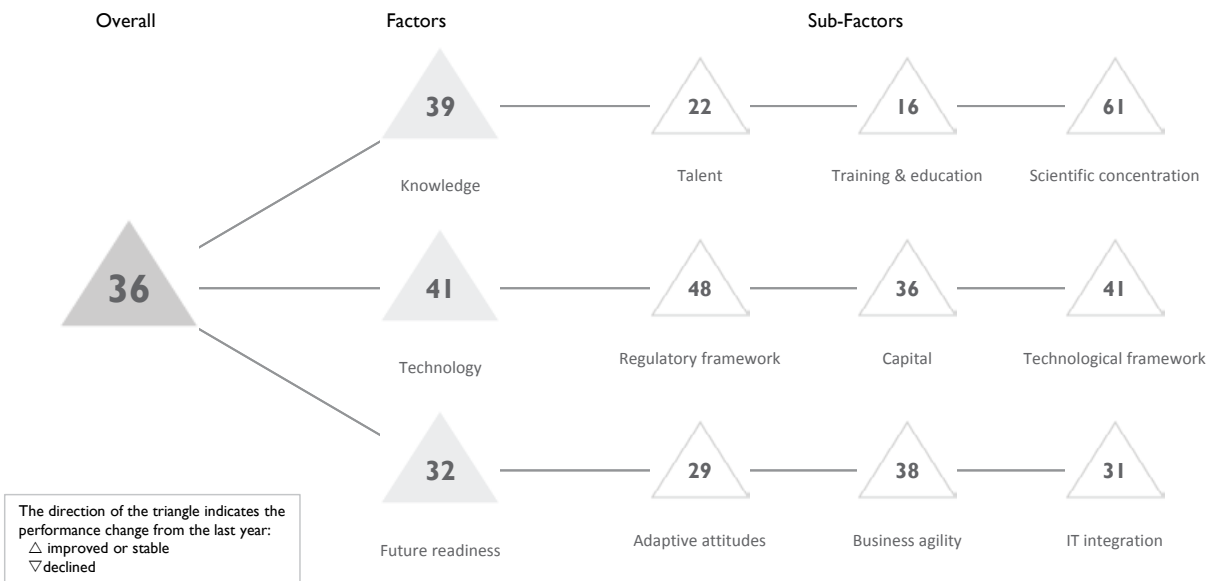 Overall
Factors
Sub-Factors
39
22
16
61
Knowledge
Talent
Training & education
Scientific concentration
36
41
48
36
41
Technology
Regulatory framework
Capital
Technological framework
32
29
38
31
Future readiness
Adaptive attitudes
Business agility
IT integration
The direction of the triangle indicates the
performance change from the last year:
△ improved or stable
▽declined